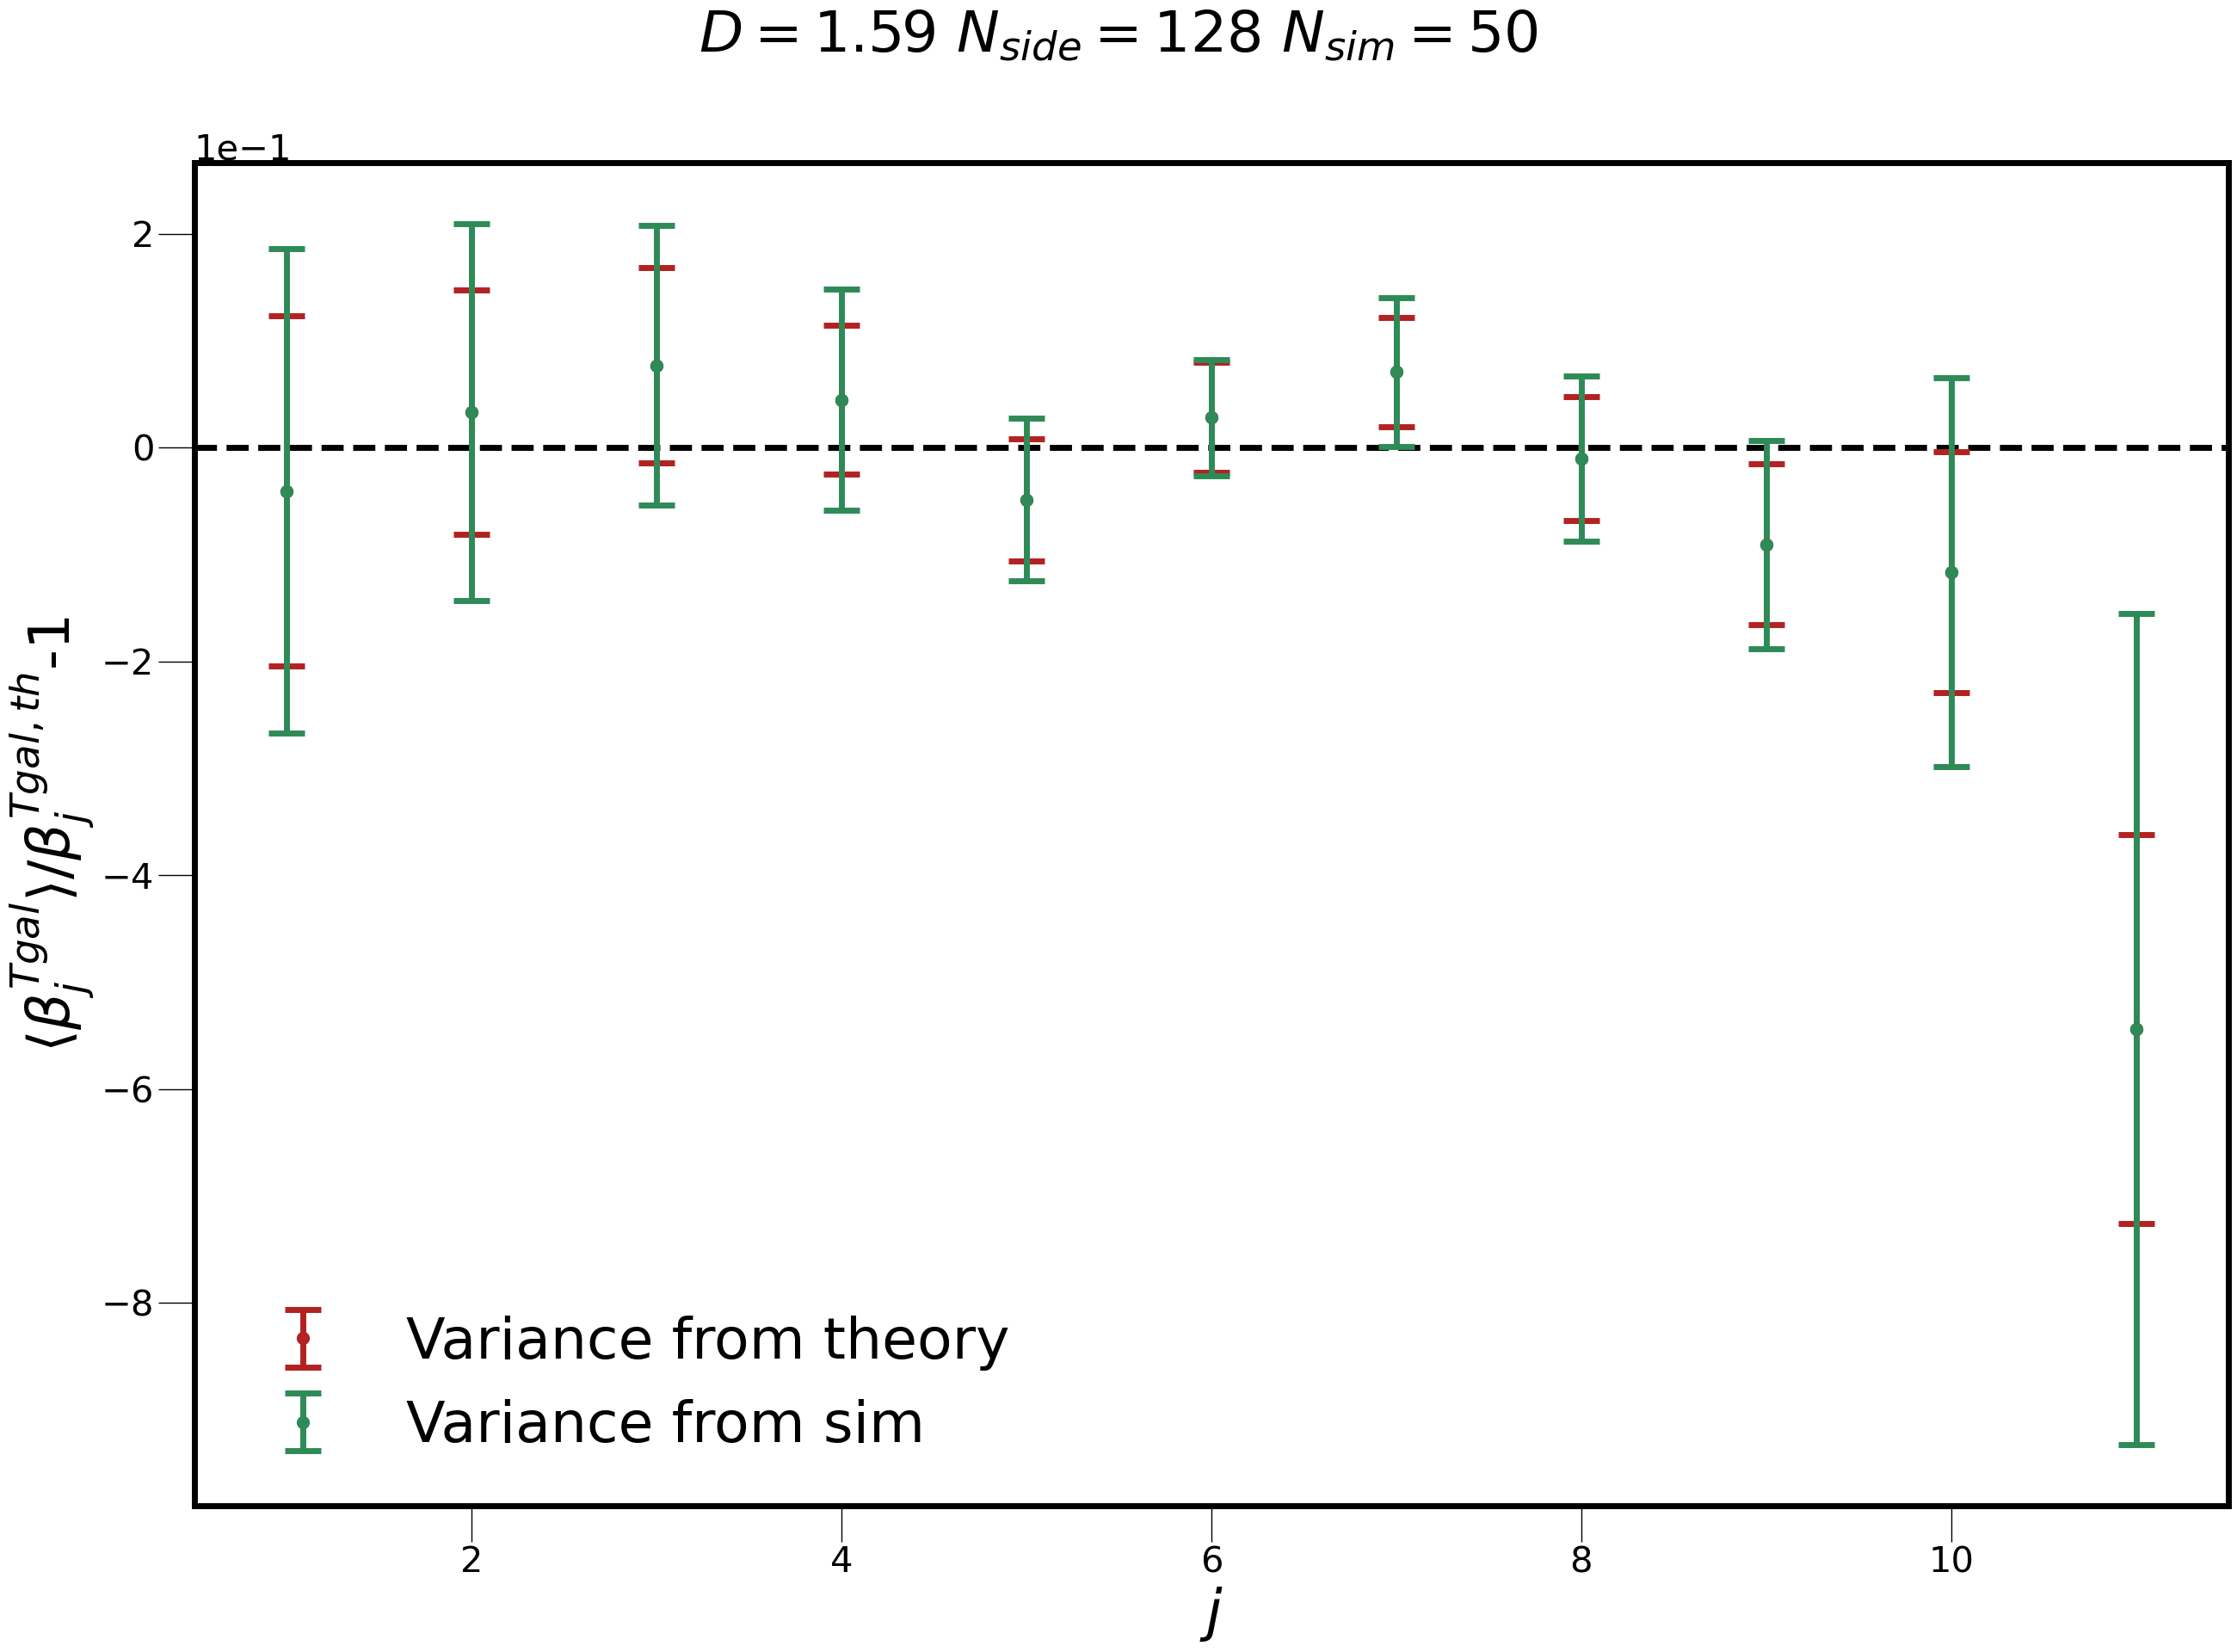 D = 1.59 N_side = 128 N_sim = 50
1e−1
2
0
−2
−4
−6
−8
⟨β_j^Tgal⟩/β_j^Tgal, th-1
Variance from theory
Variance from sim
2 4 6 8 10
j